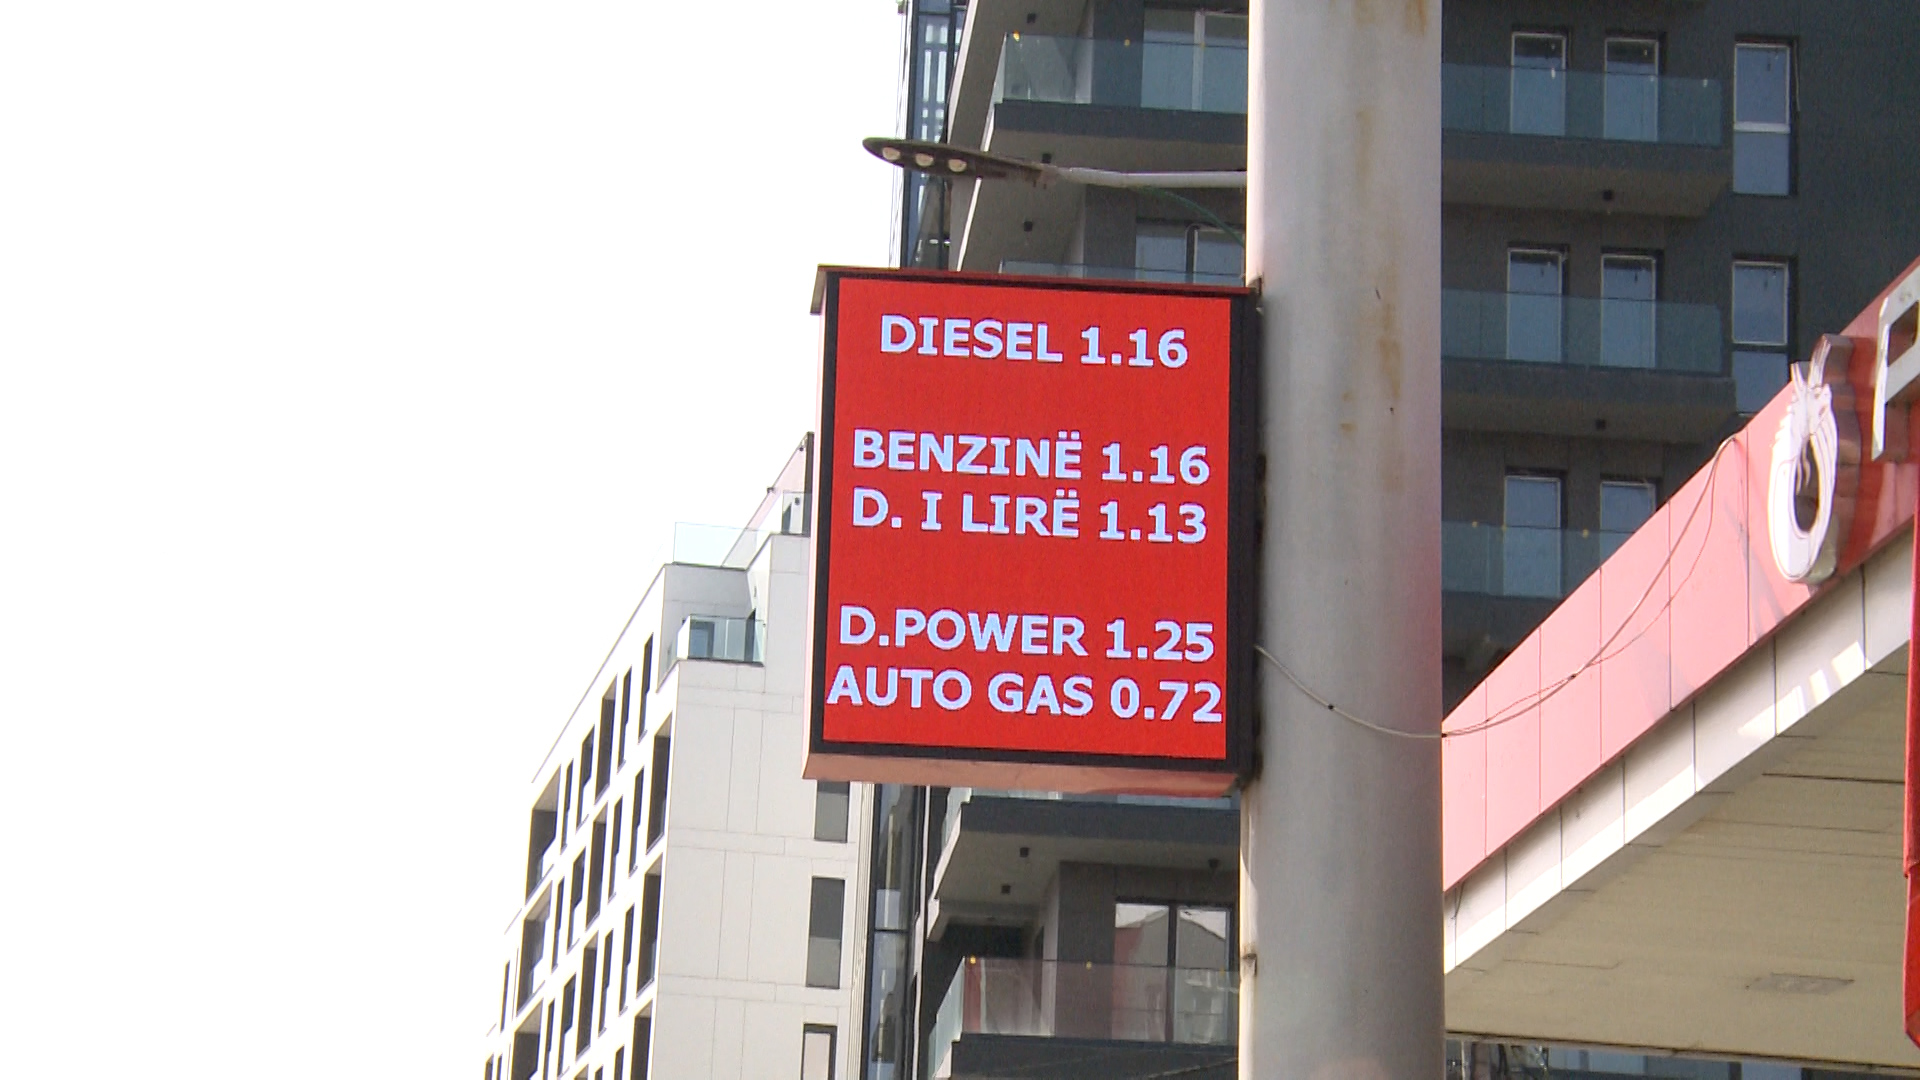 DIESEL 1.16
BENZINË 1.16
D. I LIRË 1.13
D.POWER 1.25
AUTO GAS 0.72